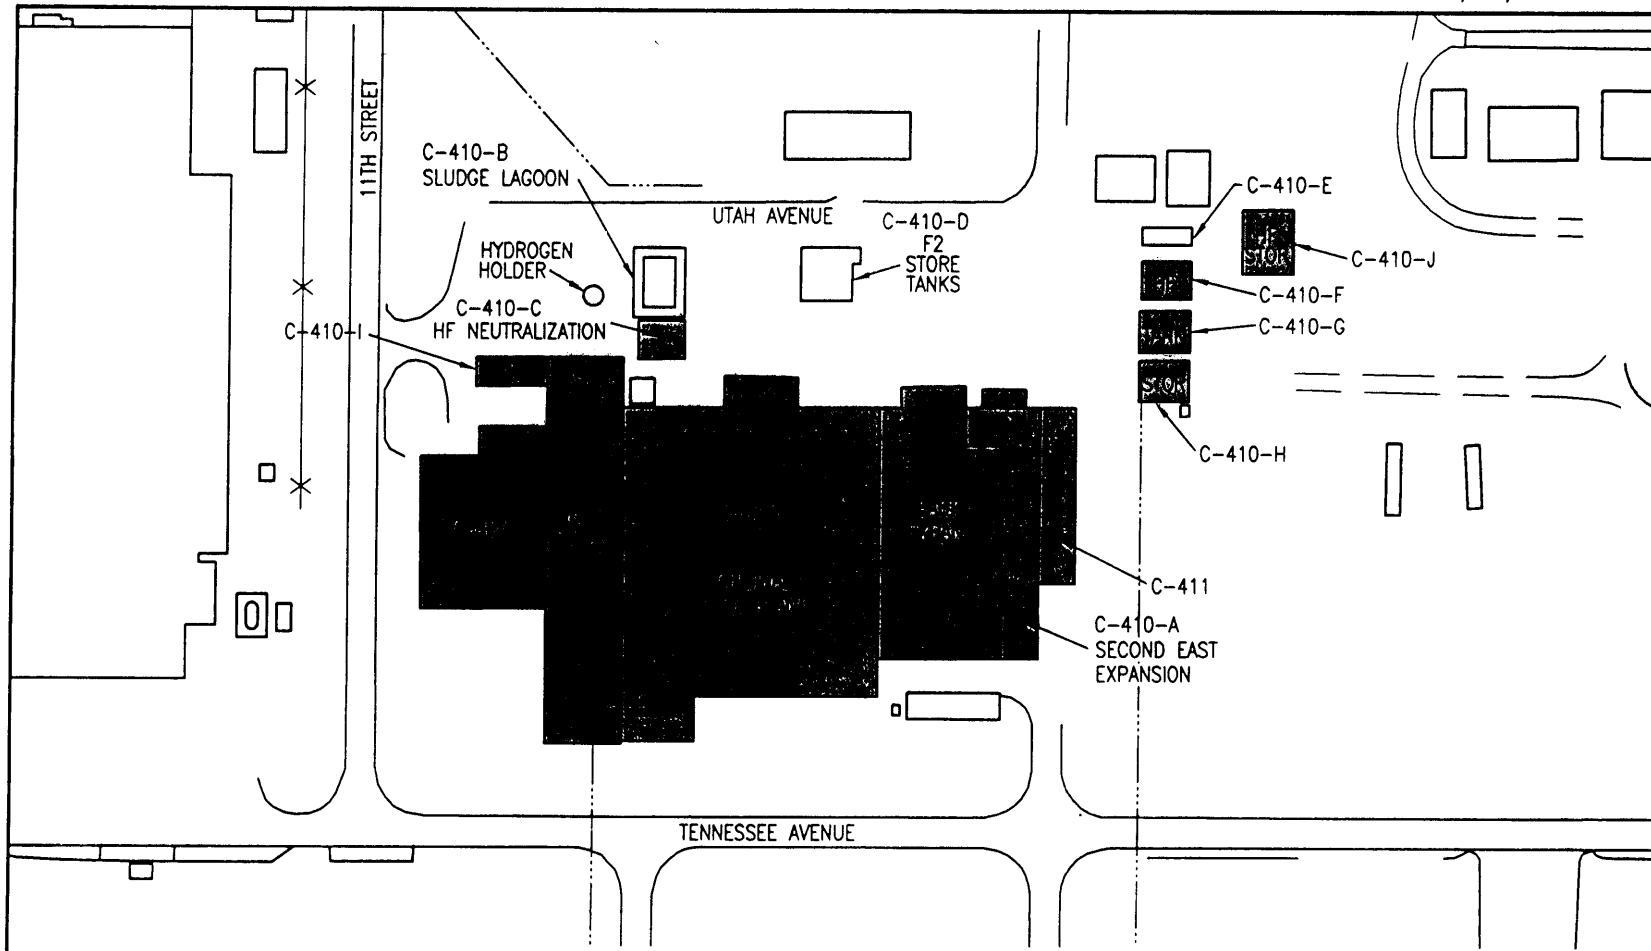 11TH STREET
C-410-B
SLUDGE LAGOON
UTAH AVENUE
C-410-D
F2
STORE
TANKS
C-410-E
HYDROGEN
HOLDER
STOR
C-410-J
C-410-C
HF NEUTRALIZATION
C-410-I
HF
C-410-F
C-410-G
STOR
C-410-H
C-411
C-410-A
SECOND EAST
EXPANSION
TENNESSEE AVENUE